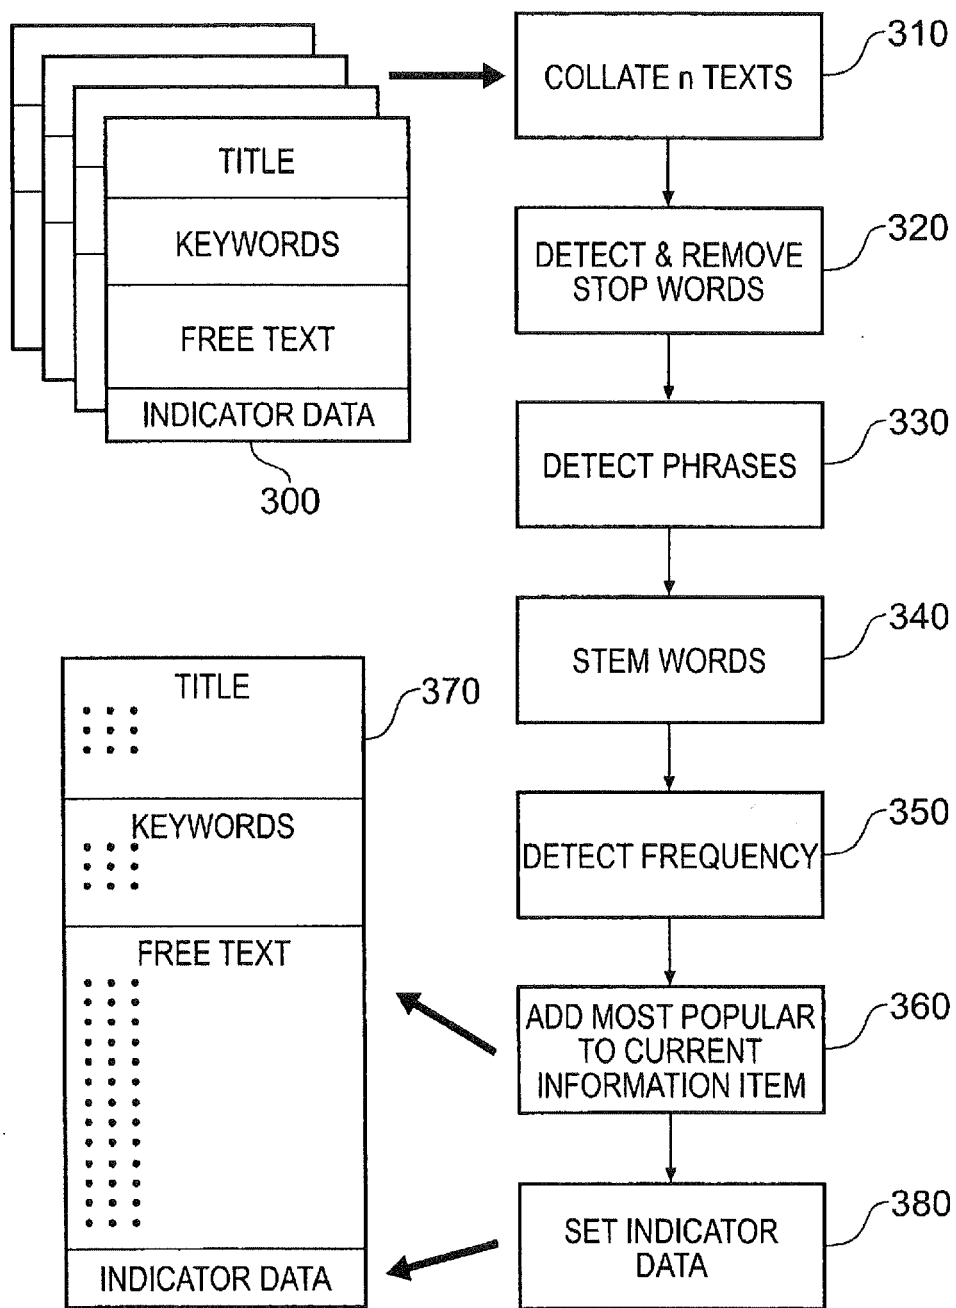 310
COLLATE n TEXTS
TITLE
KEYWORDS
FREE TEXT
INDICATOR DATA
300
320
DETECT & REMOVE
STOP WORDS
330
DETECT PHRASES
340
STEM WORDS
350
DETECT FREQUENCY
360
ADD MOST POPULAR
TO CURRENT
INFORMATION ITEM
380
SET INDICATOR
DATA
370
TITLE
KEYWORDS
FREE TEXT
INDICATOR DATA